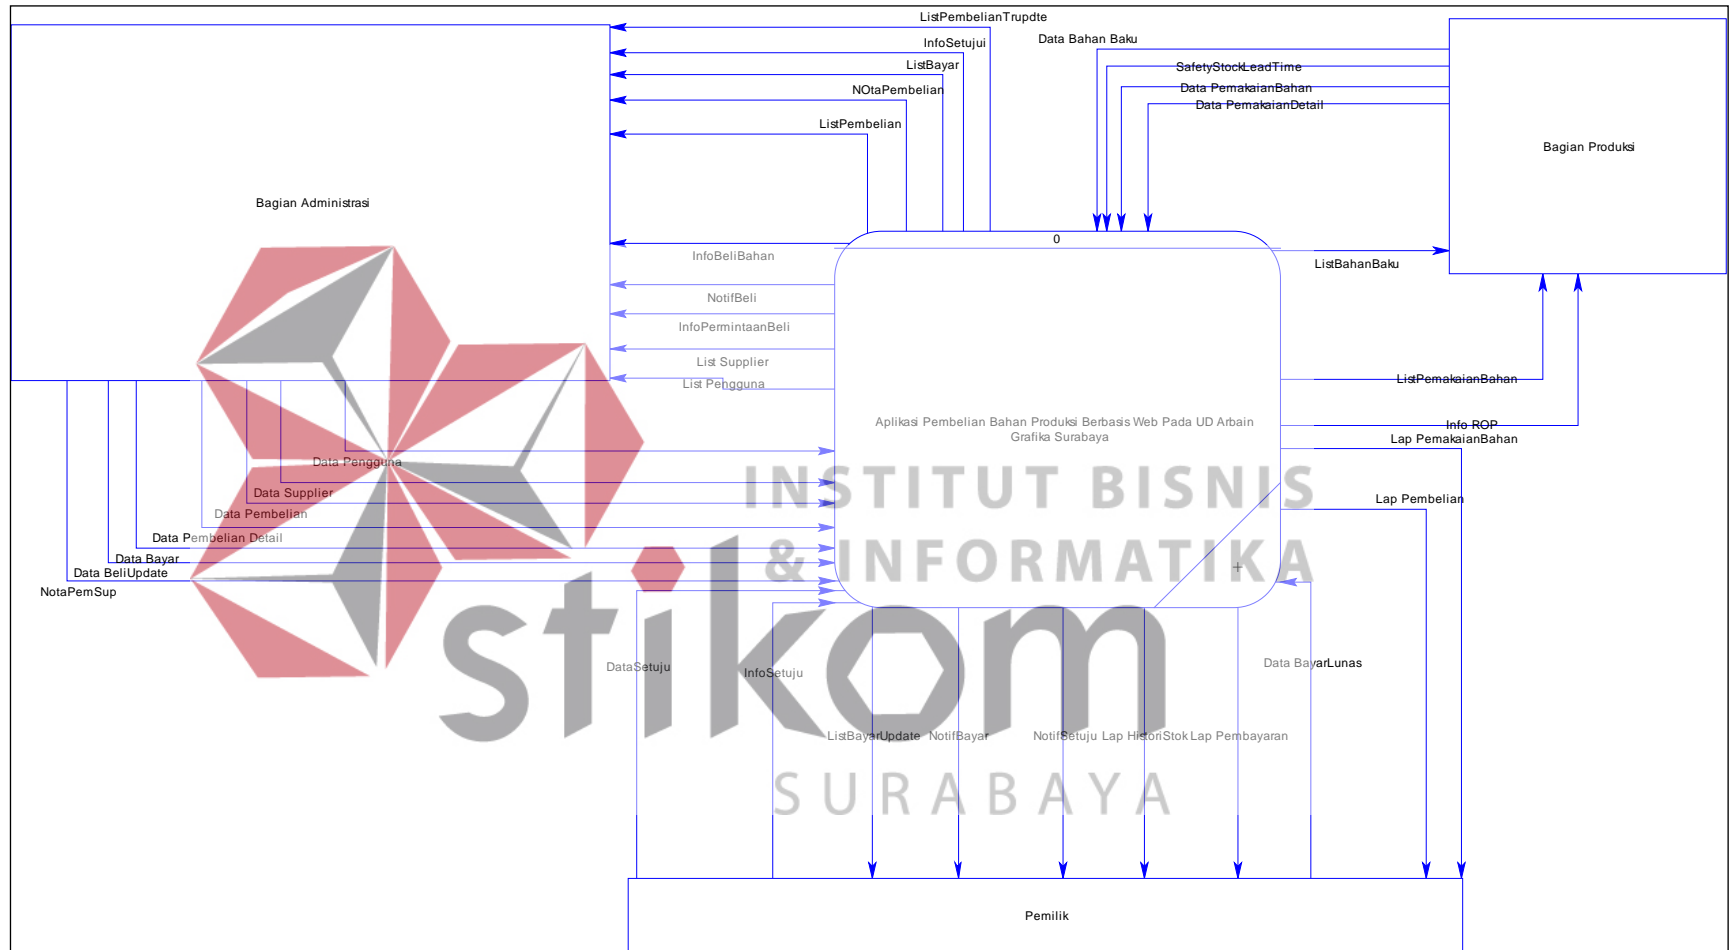 ListPembelianTrupdte
InfoSetujui
ListBayar
NOtaPembelian
ListPembelian
Data Bahan Baku
SafetyStockLeadTime
Data PemakaianBahan
Data PemakaianDetail
Bagian Produksi
Bagian Administrasi
0
InfoBeliBahan
ListBahanBaku
NotifBeli
InfoPermintaanBeli
List Supplier
List Pengguna
ListPemakaianBahan
Aplikasi Pembelian Bahan Produksi Berbasis Web Pada UD Arbain
Grafika Surabaya
Info ROP
Lap PemakaianBahan
Data Pengguna
Data Supplier
Lap Pembelian
Data Pembelian
Data Pembelian Detail
Data Bayar
Data BeliUpdate
NotaPemSup
INSTITUT BISNIS
& INFORMATIKA
stikom
SURABAYA
DataSetuju
InfoSetuju
Data BayarLunas
ListBayarUpdate
NotifBayar
NotifSetuju
Lap HistoriStok
Lap Pembayaran
Pemilik